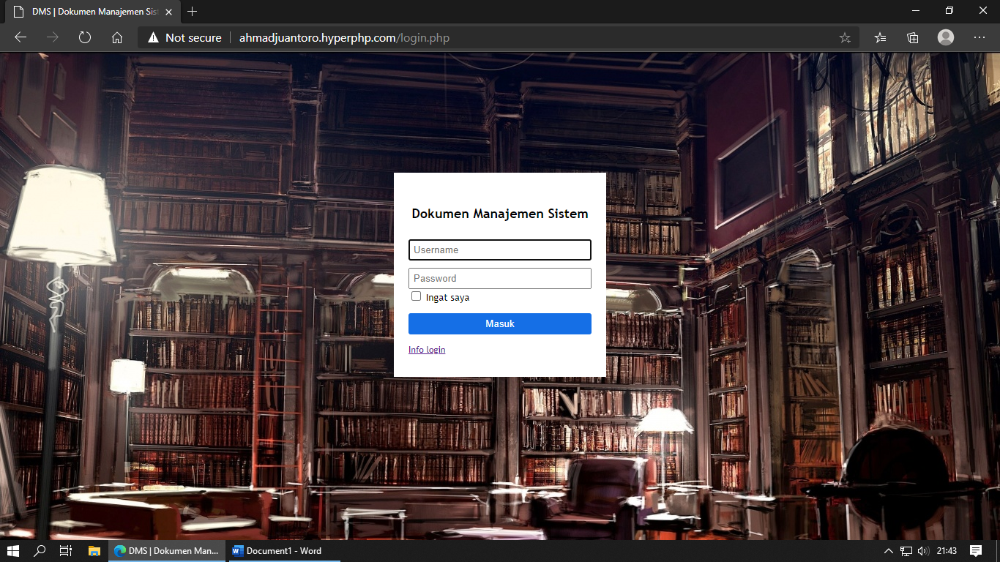 DMS | Dokumen Manajemen Sist
Not secure
ahmadjuantoro.hyperphp.com/login.php
Dokumen Manajemen Sistem
Username
Password
Ingat saya
Masuk
Info login
DMS | Dokumen Man...
Document1 - Word
21:43